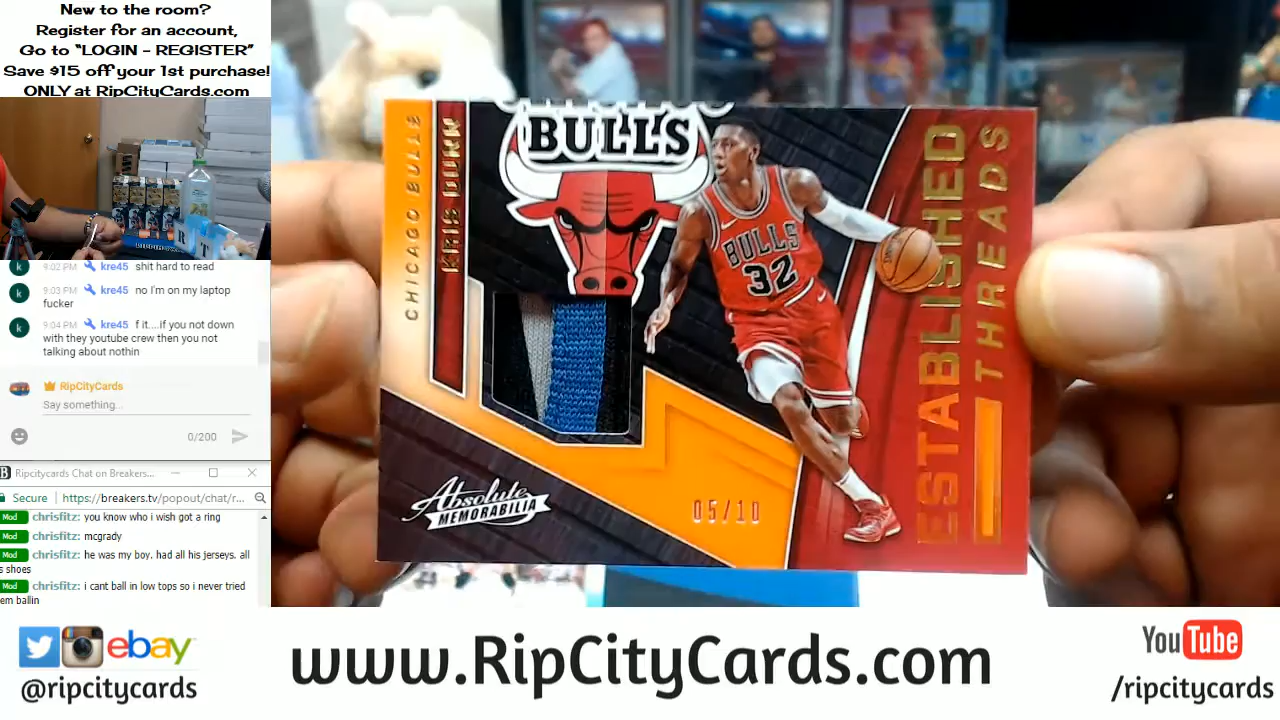 New to the room?
Register for an account,
Go to "LOGIN - REGISTER"
Save $15 off your 1st purchase!
ONLY at RipCityCards.com
9:02 PM kre45 shit hard to read
9:03 PM kre45 no I'm on my laptop
fucker
9:04 PM kre45 f it....if you not down
with they youtube crew then you not
talking about nothin
RipCityCards
Say something...
0/200
Ripcitycards Chat on Breakers...
Secure https://breakers.tv/popout/chat/r...
Mod chrisfitz: you know who i wish got a ring
Mod chrisfitz: mcgrady
Mod chrisfitz: he was my boy. had all his jerseys. all
s shoes
Mod chrisfitz: i cant ball in low tops so i never tried
em ballin
CHICAGO BULLS
KRIS DUNN
BULLS
BULLS
32
ESTABLISHED
THREADS
Absolute
MEMORABILIA
05/10
ebay
@ripcitycards
www.RipCityCards.com
YouTube
/ripcitycards